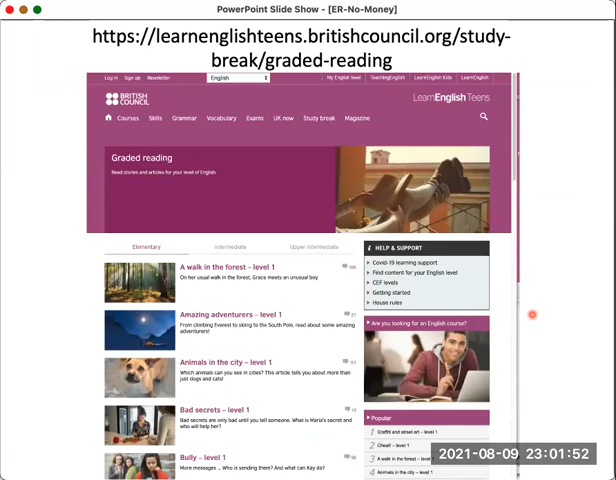 PowerPoint Slide Show - [ER-No-Money]
https://learnenglishteens.britishcouncil.org/study-
break/graded-reading
Log in Sign up Newsletter English My English level TeachingEnglish LearnEnglish Kids LearnEnglish
BRITISH
COUNCIL
LearnEnglish Teens
Courses Skills Grammar Vocabulary Exams UK now Study break Magazine
Graded reading
Read stories and articles for your level of English.
Elementary Intermediate Upper intermediate
A walk in the forest – level 1
On her usual walk in the forest, Grace meets an unusual boy.
Amazing adventurers – level 1
From climbing Everest to skiing to the South Pole, read about some amazing
adventurers!
Animals in the city – level 1
Which animals can you see in cities? This article tells you about more than
just dogs and cats!
Bad secrets – level 1
Bad secrets are only bad until you tell someone. What is Maria's secret and
who will help her?
Bully – level 1
More messages ... Who is sending them? And what can Kay do?
i HELP & SUPPORT
Covid-19 learning support
Find content for your English level
CEF levels
Getting started
House rules
Are you looking for an English course?
Popular
1 Graffiti and street art – level 1
2 Cheat! – level 1
3 A walk in the fores
4 Animals in the city – level 1
2021-08-09 23:01:52